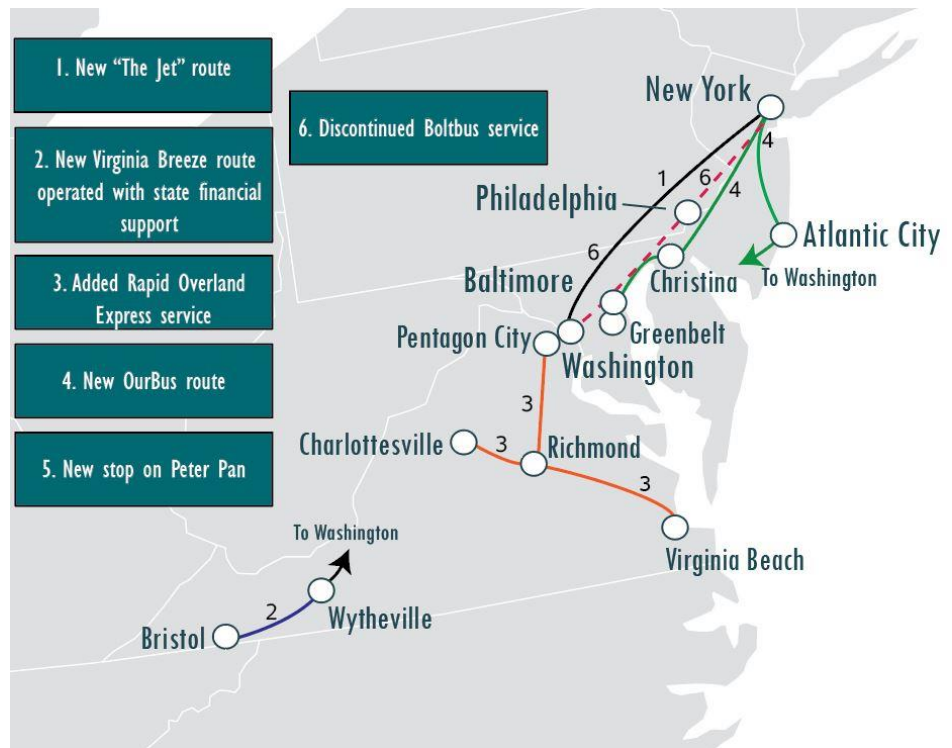 1. New “The Jet” route
2. New Virginia Breeze route
operated with state financial
support
3. Added Rapid Overland
Express service
4. New OurBus route
5. New stop on Peter Pan
6. Discontinued Boltbus service
New York
4
1
6
4
Philadelphia
Atlantic City
6
Baltimore
Christina
To Washington
Pentagon City
Greenbelt
Washington
3
Charlottesville
3
Richmond
3
To Washington
Virginia Beach
2
Wytheville
Bristol